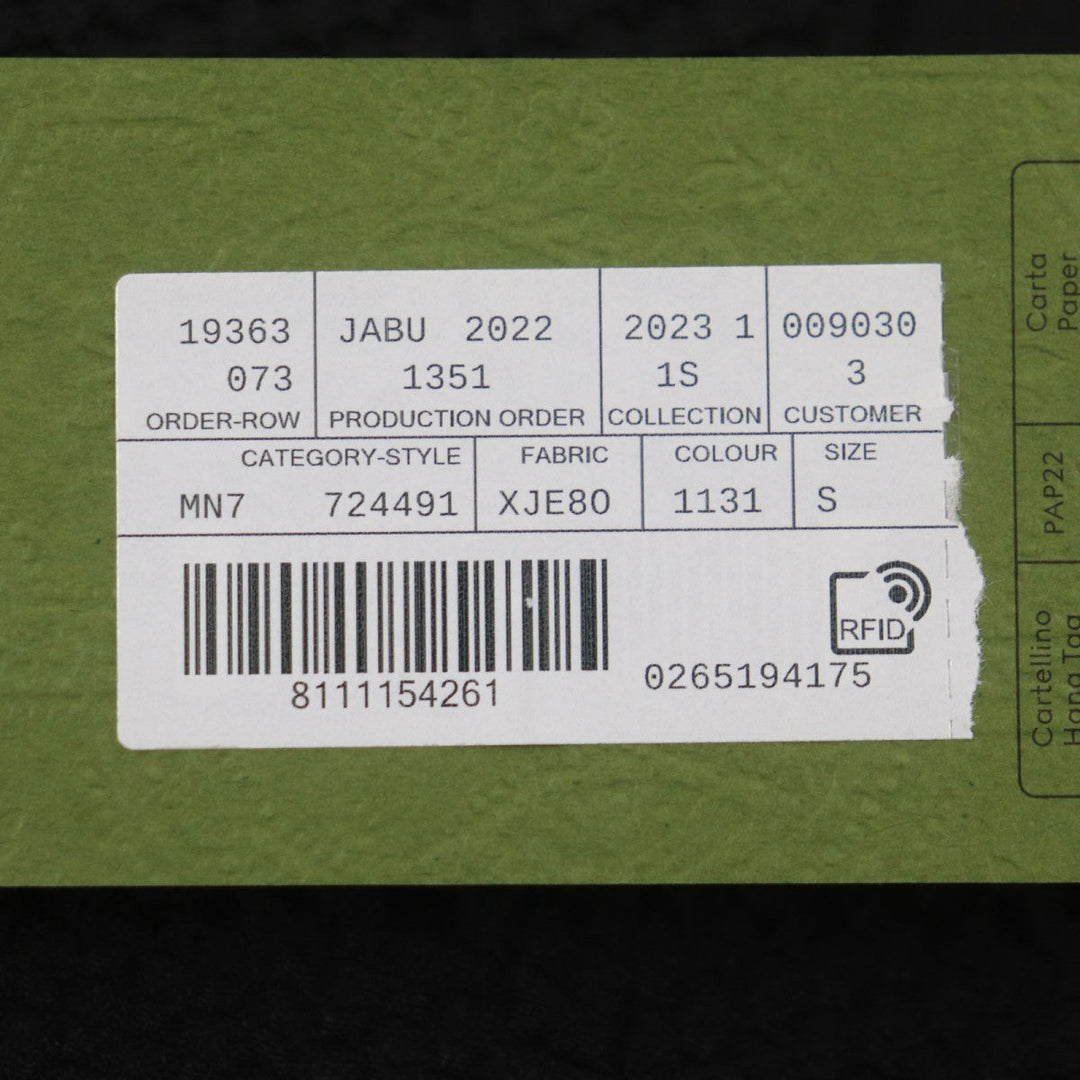 19363 JABU 2022 2023 1 009030
073 1351 1S 3
ORDER-ROW PRODUCTION ORDER COLLECTION CUSTOMER
CATEGORY-STYLE FABRIC COLOUR SIZE
MN7 724491 XJE80 1131 S
RFID
8111154261 0265194175
Carta
Paper
PAP22
Cartellino
Hang Tag